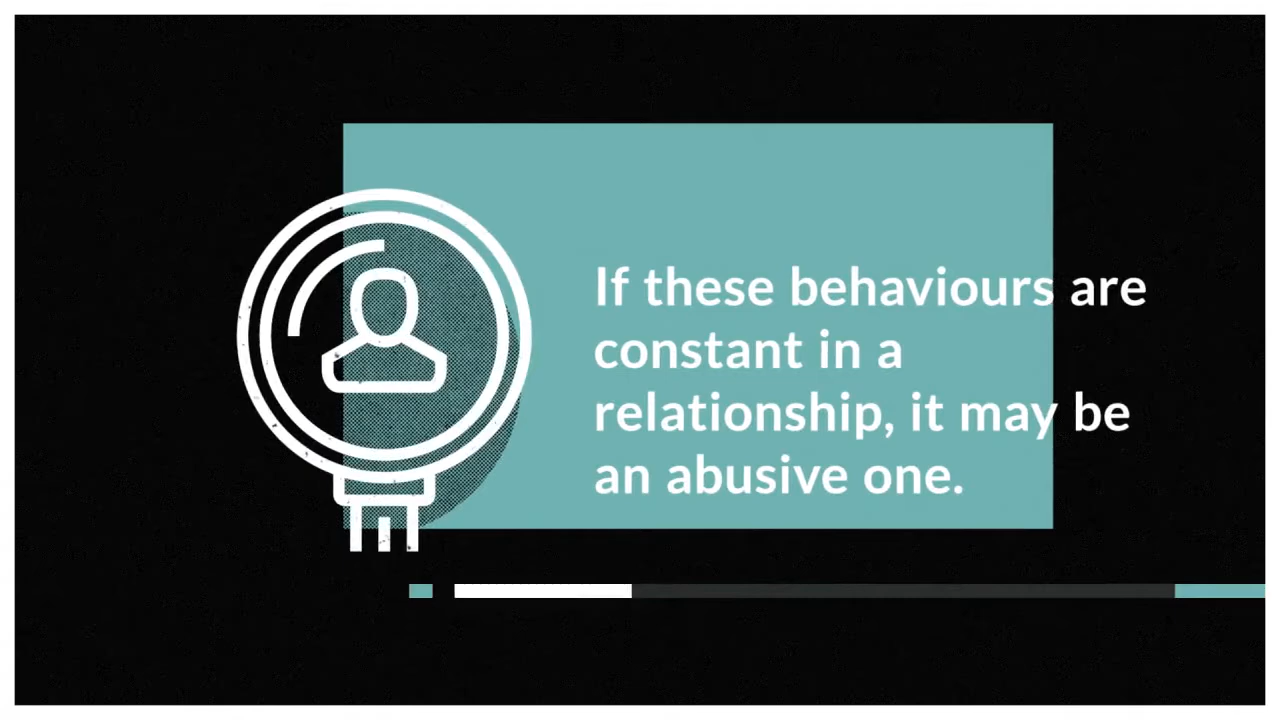 If these behaviours are
constant in a
relationship, it may be
an abusive one.